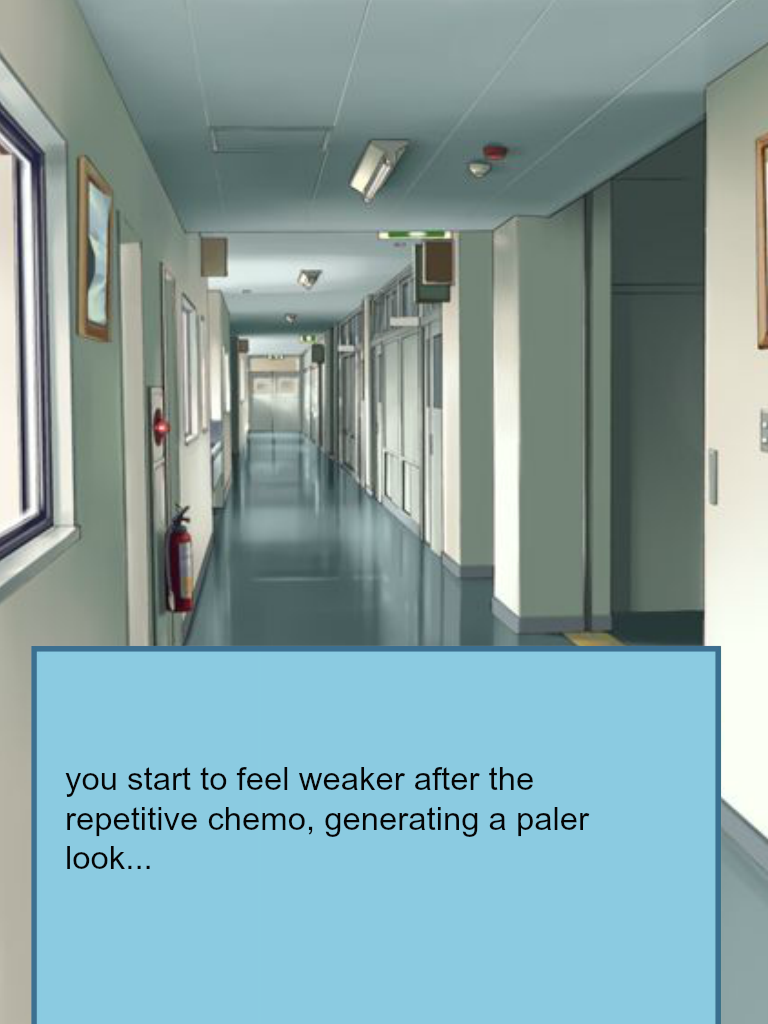 you start to feel weaker after the
repetitive chemo, generating a paler
look...